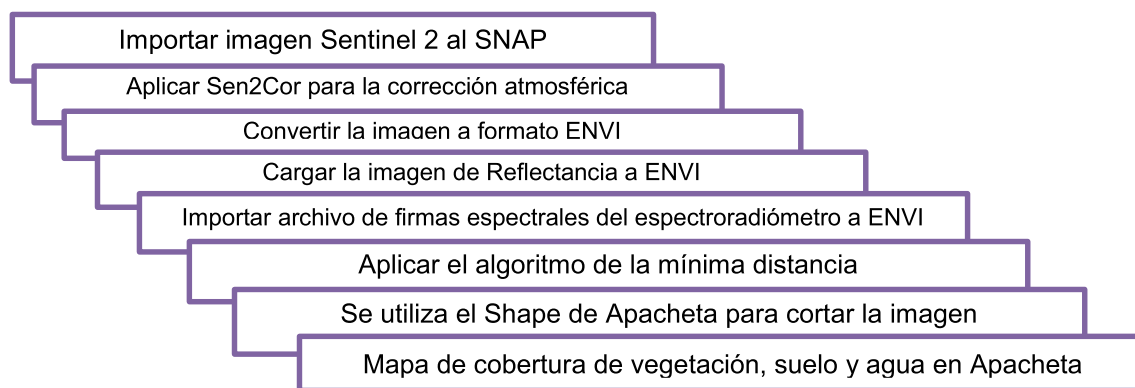 Importar imagen Sentinel 2 al SNAP
Aplicar Sen2Cor para la corrección atmosférica
Convertir la imagen a formato ENVI
Cargar la imagen de Reflectancia a ENVI
Importar archivo de firmas espectrales del espectroradiómetro a ENVI
Aplicar el algoritmo de la mínima distancia
Se utiliza el Shape de Apacheta para cortar la imagen
Mapa de cobertura de vegetación, suelo y agua en Apacheta